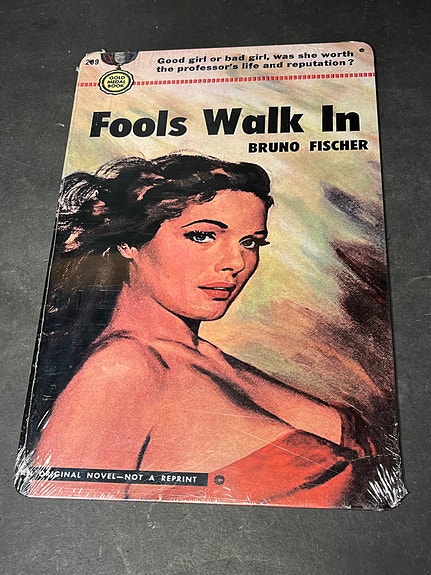 Good girl or bad girl, was she worth
the professor's life and reputation?
209
GOLD
MEDAL
BOOK
Fools Walk In
BRUNO FISCHER
ORIGINAL NOVEL—NOT A REPRINT